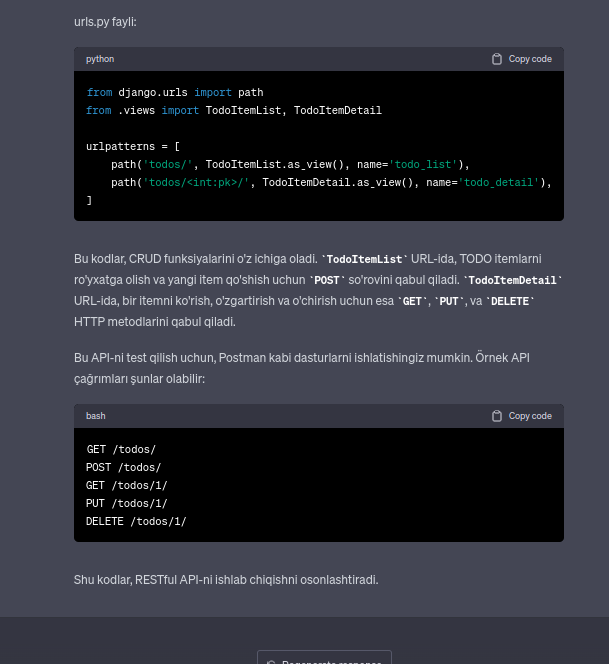 urls.py fayli:
python
Copy code
from django.urls import path
from .views import TodoItemList, TodoItemDetail
urlpatterns = [
path('todos/', TodoItemList.as_view(), name='todo_list'),
path('todos/<int:pk>/', TodoItemDetail.as_view(), name='todo_detail'),
]
Bu kodlar, CRUD funksiyalarini o'z ichiga oladi. `TodoItemList` URL-ida, TODO itemlarni
ro'yxatga olish va yangi item qo'shish uchun `POST` so'rovini qabul qiladi. `TodoItemDetail`
URL-ida, bir itemni ko'rish, o'zgartirish va o'chirish uchun esa `GET`, `PUT`, va `DELETE`
HTTP metodlarini qabul qiladi.
Bu API-ni test qilish uchun, Postman kabi dasturlarni ishlatishingiz mumkin. Örnek API
çağrımları şunlar olabilir:
bash
Copy code
GET /todos/
POST /todos/
GET /todos/1/
PUT /todos/1/
DELETE /todos/1/
Shu kodlar, RESTful API-ni ishlab chiqishni osonlashtiradi.
Regenerate response